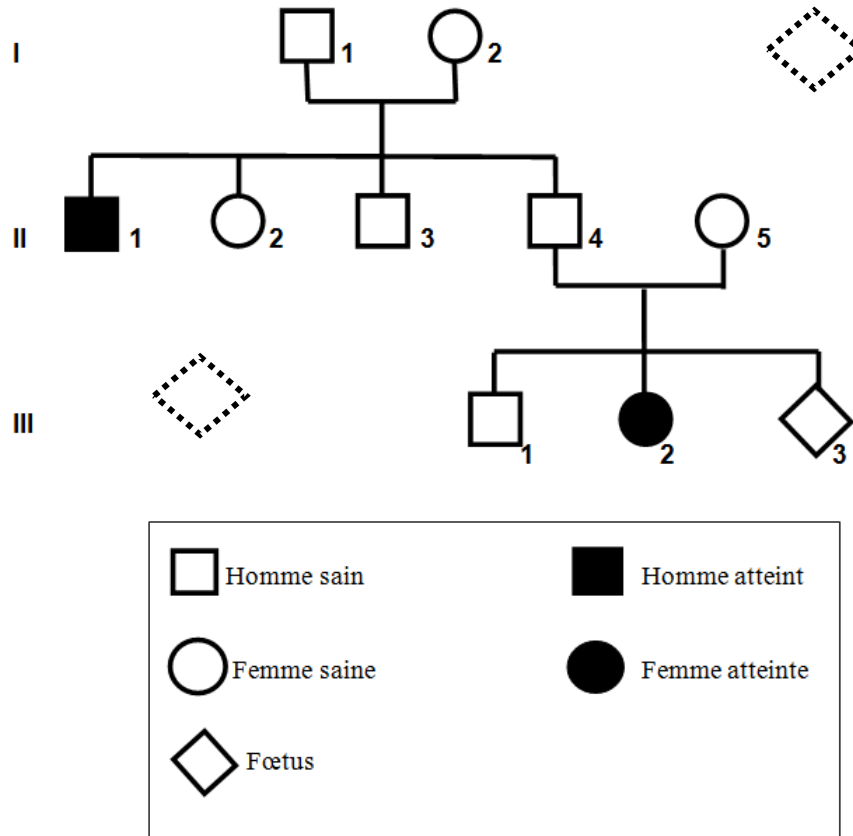 I 1 2
II 1 2 3 4 5
III 1 2 3
Homme sain Homme atteint
Femme saine Femme atteinte
Fœtus